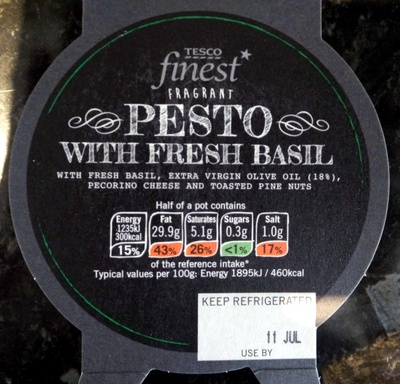 TESCO
finest*
FRAGRANT
PESTO
WITH FRESH BASIL
WITH FRESH BASIL, EXTRA VIRGIN OLIVE OIL (18%),
PECORINO CHEESE AND TOASTED PINE NUTS
Half of a pot contains
Energy Fat Saturates Sugars Salt
1235kJ
300kcal 29.9g 5.1g 0.3g 1.0g
15% 43% 26% <1% 17%
of the reference intake*
Typical values per 100g: Energy 1895kJ / 460kcal
KEEP REFRIGERATED
11 JUL
USE BY